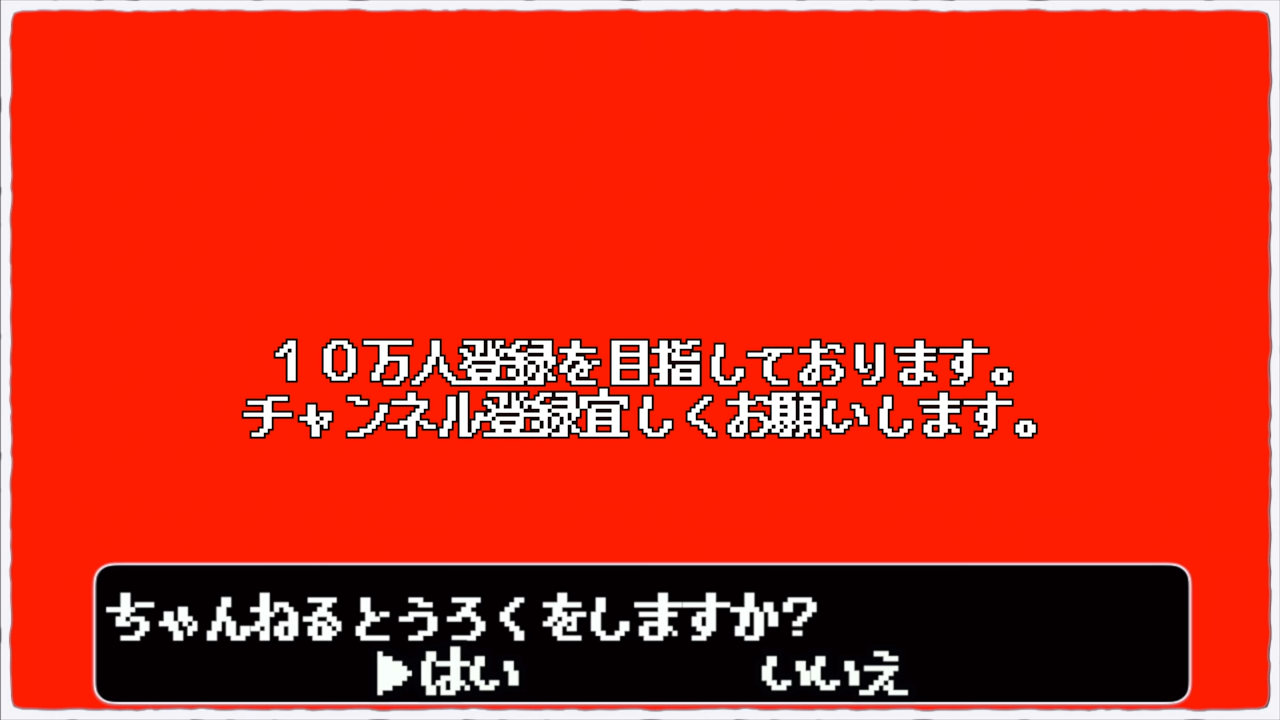 １０万人登録を目指しております。
チャンネル登録宜しくお願いします。
ちゃんねるとうろくをしますか?
▶はい いいえ